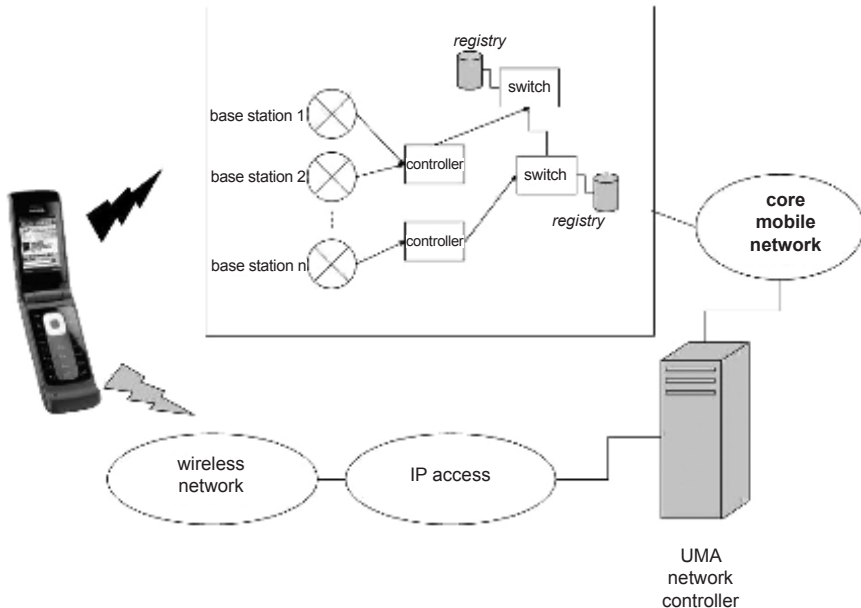 registry
switch
base station 1
controller
base station 2
switch
registry
controller
base station n
core
mobile
network
wireless
network
IP access
UMA
network
controller